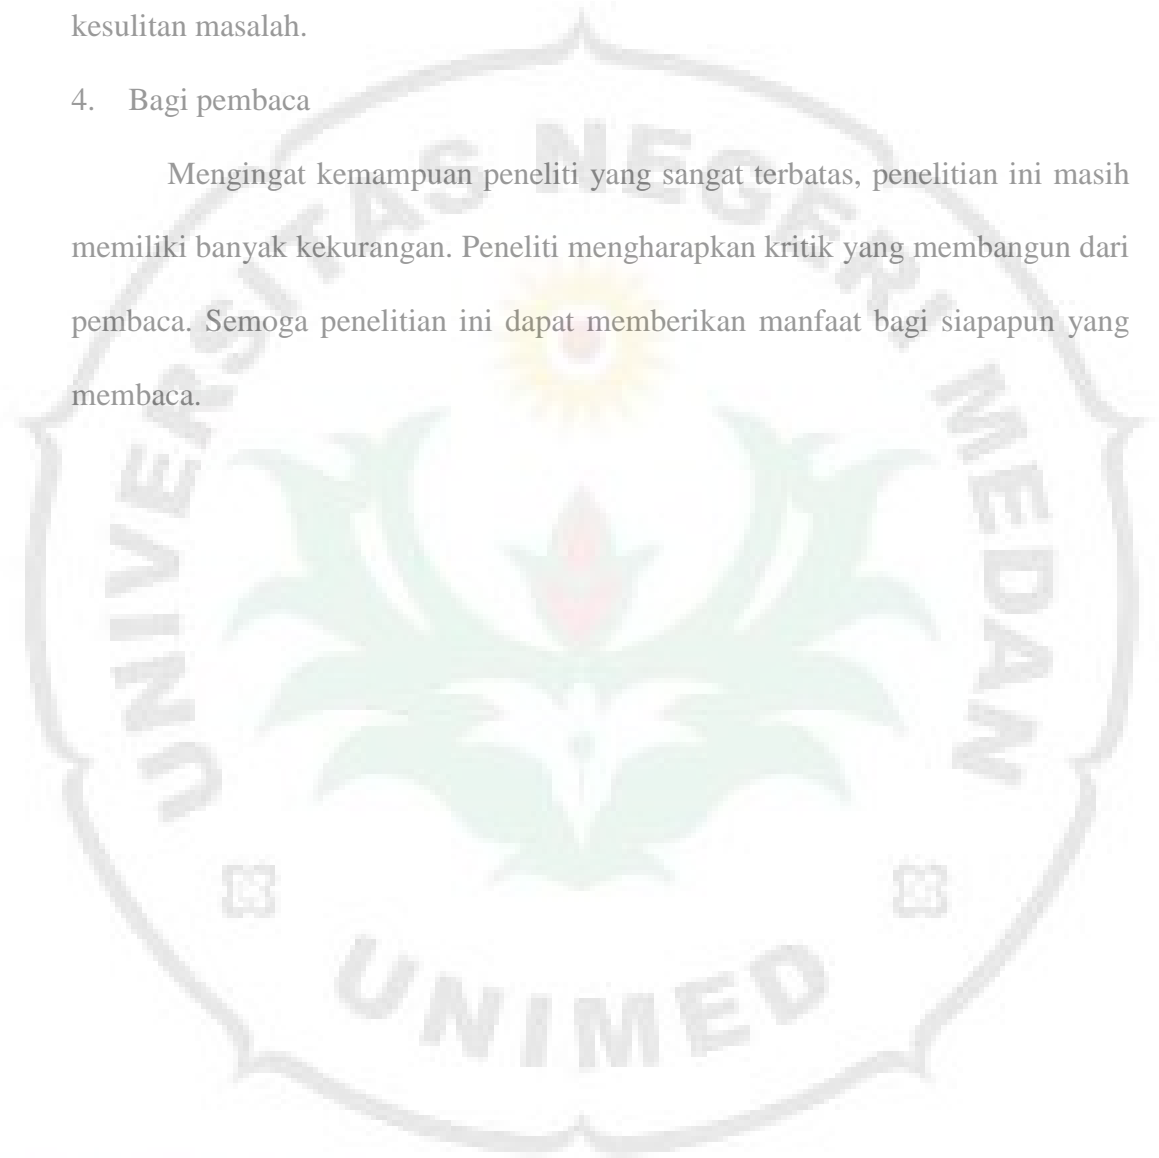 kesulitan masalah.
4. Bagi pembaca
Mengingat kemampuan peneliti yang sangat terbatas, penelitian ini masih
memiliki banyak kekurangan. Peneliti mengharapkan kritik yang membangun dari
pembaca. Semoga penelitian ini dapat memberikan manfaat bagi siapapun yang
membaca.
UNIVERSITAS NEGERI MEDAN
UNIMED